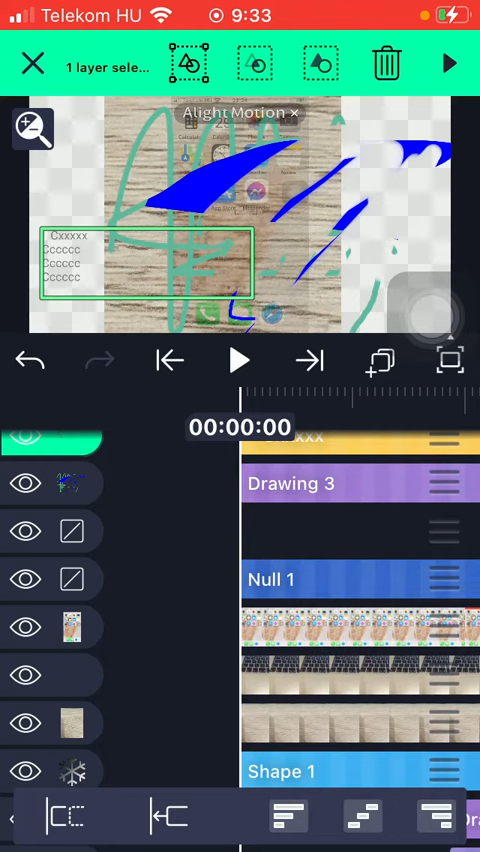 Telekom HU 9:33
1 layer sele...
Alight Motion ×
Cxxxxx
Cccccc
Cccccc
Cccccc
00:00:00
Drawing 3
Null 1
Shape 1